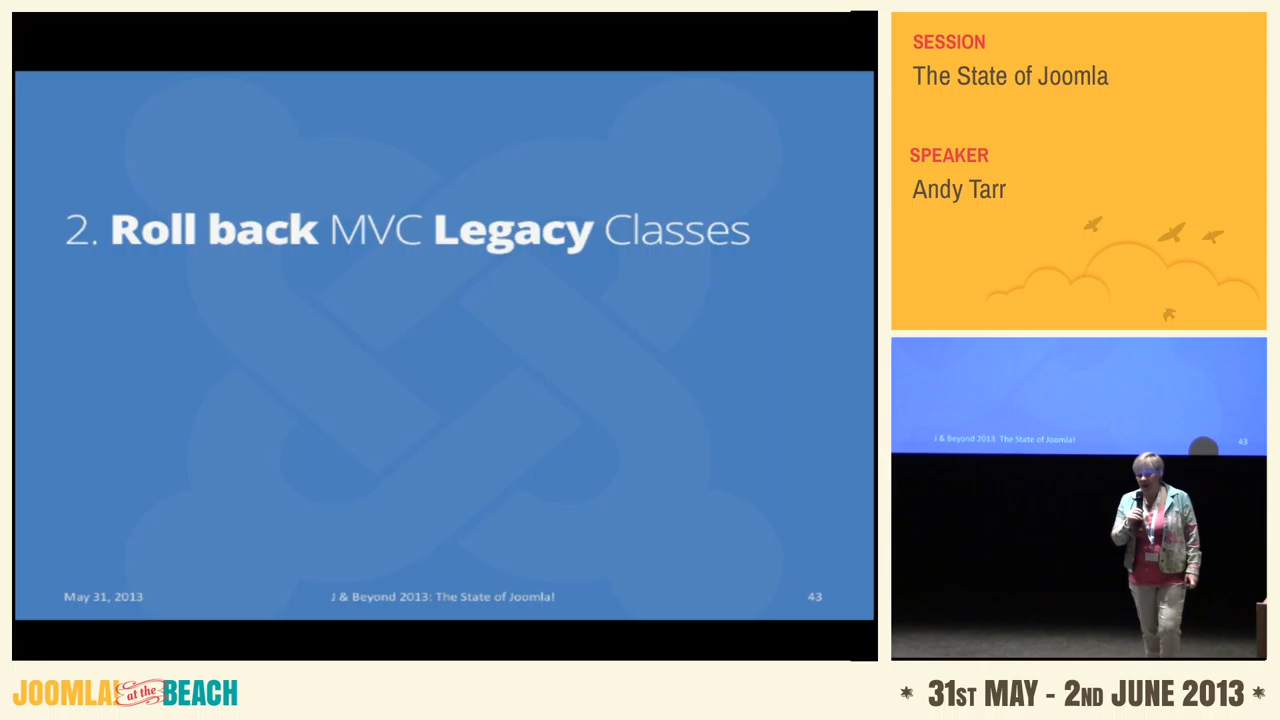 2. Roll back MVC Legacy Classes
May 31, 2013
J & Beyond 2013: The State of Joomla!
43
SESSION
The State of Joomla
SPEAKER
Andy Tarr
J & Beyond 2013: The State of Joomla!
43
JOOMLA! at the BEACH
* 31ST MAY - 2ND JUNE 2013 *